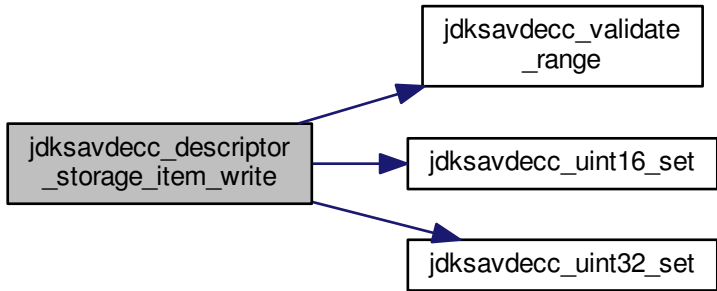 jdksavdecc_validate
_range
jdksavdecc_descriptor
_storage_item_write
jdksavdecc_uint16_set
jdksavdecc_uint32_set